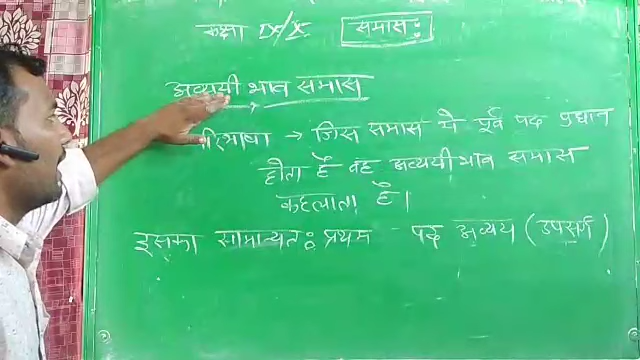 कक्षा IX/X समासः
अव्ययी भाव समास
परिभाषा → जिस समास मे पूर्व पद प्रधान
होता है वह अव्ययी भाव समास
कहलाता है।
इसका सामान्यतः प्रथम पद अव्यय (उपसर्ग)